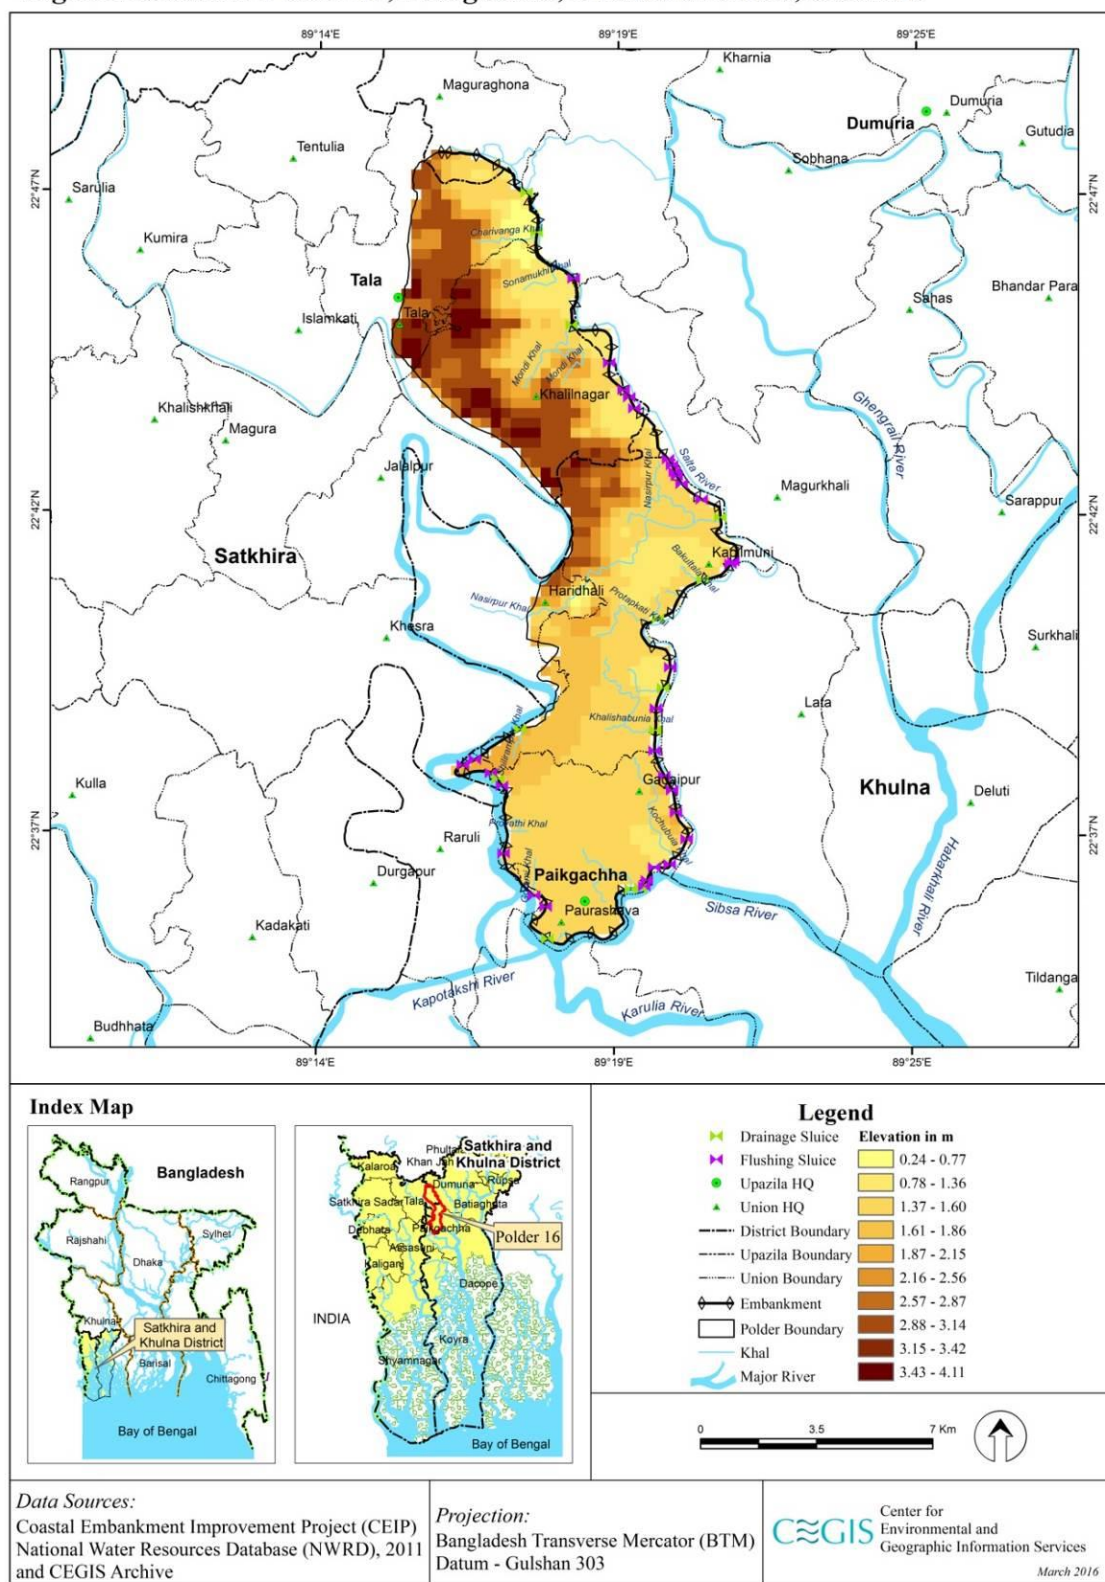 89°14'E
89°19'E
89°25'E
Kharnia
Maguraghona
Dumuria
Dumuria
Gutudia
Tentulia
Sobhana
22°47'N
22°47'N
Sarulia
Charivanga Khal
Kumira
Sonamukhi Khal
Tala
Bhandar Para
Sahas
Islamkati
Tala
Mondi Khal
Mondi Khal
Khalilnagar
Ghengrail River
Khalishkhali
Magura
Salta River
Jalalpur
Nasirpur Khal
Magurkhali
Sarappur
22°42'N
22°42'N
Satkhira
Kapilmuni
Haridhali
Nasirpur Khal
Khesra
Surkhali
Lata
Khalishabunia Khal
Kulla
Gadaipur
Khulna
Deluti
22°37'N
22°37'N
Raruli
Durgapur
Paikgachha
Habarkhali River
Paurashava
Sibsa River
Kadakati
Tildanga
Kapotakshi River
Karulia River
Budhhata
89°14'E
89°19'E
89°25'E
Index Map
Bangladesh
Rangpur
Rajshahi
Sylhet
Dhaka
Khulna
Satkhira and
Khulna District
Barisal
Chittagong
Bay of Bengal
Satkhira and
Khulna District
Kalaroa
Rupsa
Satkhira Sadar
Tala
Batiaghata
Debhata
Paikgachha
Polder 16
Assasuni
Kaliganj
Dacope
INDIA
Koyra
Shyamnagar
Bay of Bengal
Legend
Drainage Sluice
Flushing Sluice
Upazila HQ
Union HQ
District Boundary
Upazila Boundary
Union Boundary
Embankment
Polder Boundary
Khal
Major River
Elevation in m
0.24 - 0.77
0.78 - 1.36
1.37 - 1.60
1.61 - 1.86
1.87 - 2.15
2.16 - 2.56
2.57 - 2.87
2.88 - 3.14
3.15 - 3.42
3.43 - 4.11
0 3.5 7 Km
Data Sources:
Coastal Embankment Improvement Project (CEIP)
National Water Resources Database (NWRD), 2011
and CEGIS Archive
Projection:
Bangladesh Transverse Mercator (BTM)
Datum - Gulshan 303
CEGIS
Center for
Environmental and
Geographic Information Services
March 2016